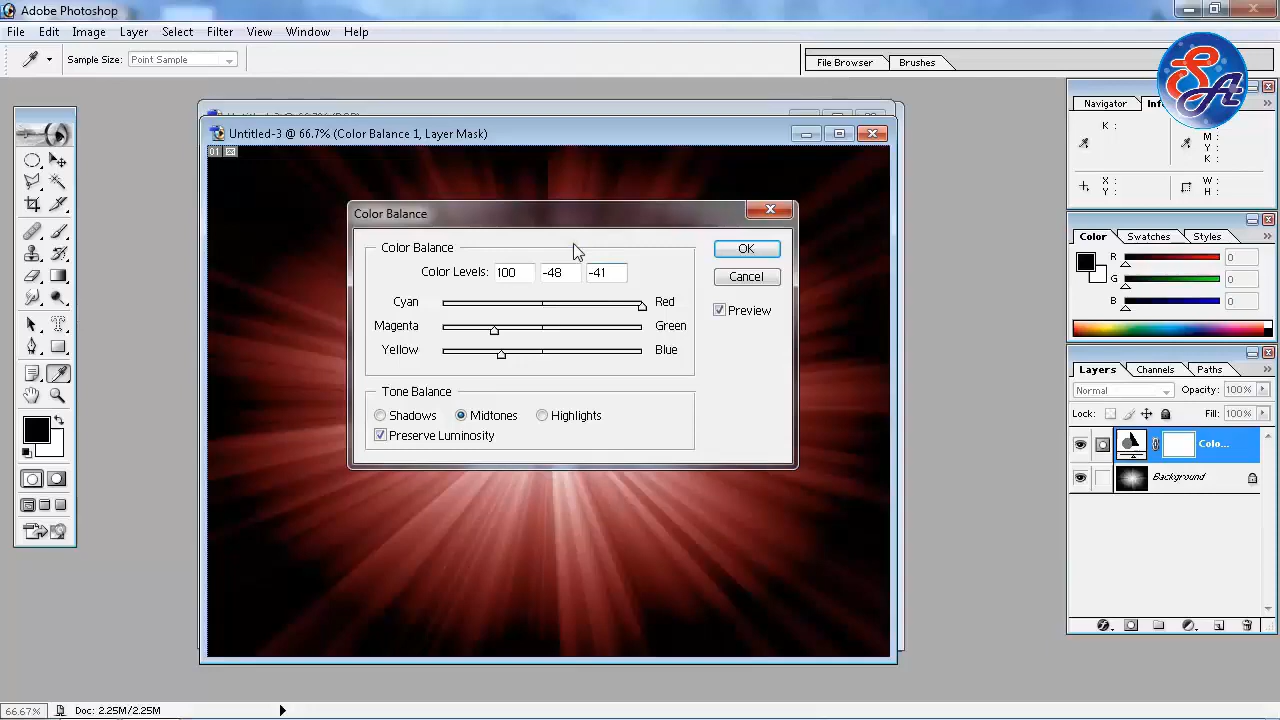 Adobe Photoshop
File Edit Image Layer Select Filter View Window Help
Sample Size: Point Sample
File Browser Brushes
SA
Untitled-3 @ 66.7% (Color Balance 1, Layer Mask)
01
Color Balance
Color Balance
Color Levels: 100 -48 -41
Cyan Red
Magenta Green
Yellow Blue
Tone Balance
Shadows Midtones Highlights
Preserve Luminosity
OK
Cancel
Preview
Navigator
K :
M :
Y :
K :
X :
Y :
W :
H :
Color Swatches Styles
R 0
G 0
B 0
Layers Channels Paths
Normal Opacity: 100%
Lock: Fill: 100%
Colo...
Background
66.67% Doc: 2.25M/2.25M